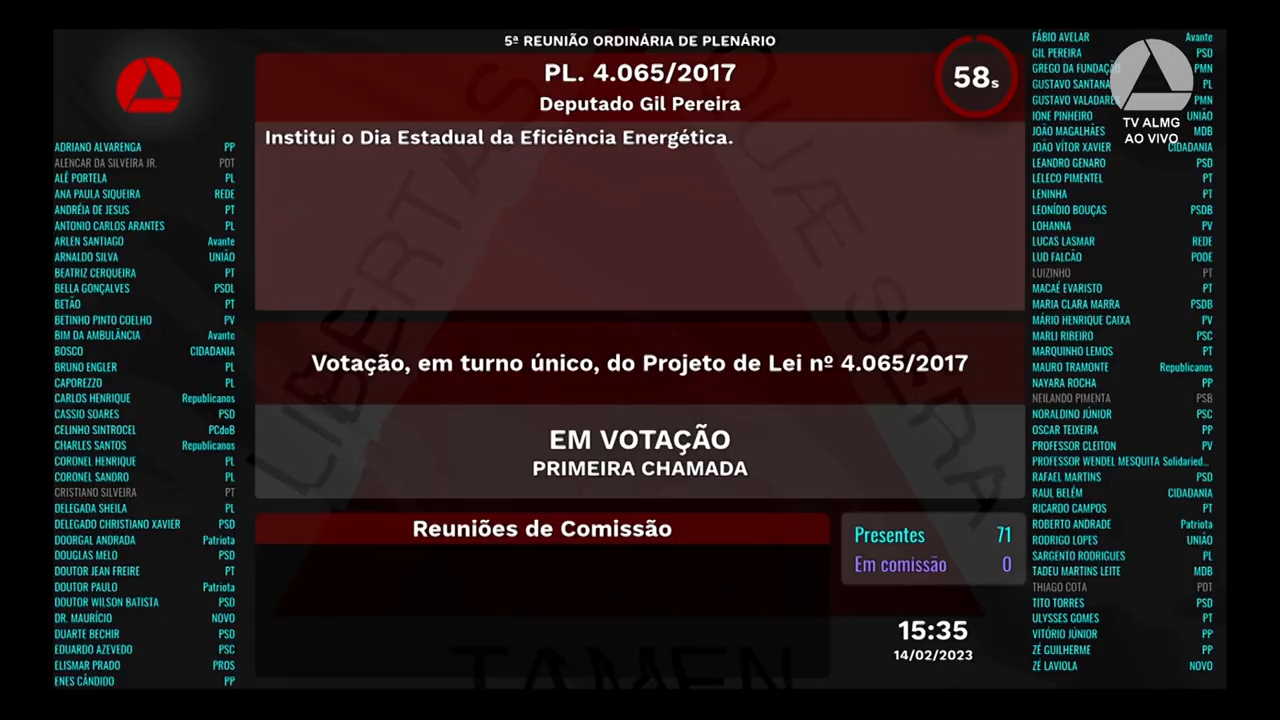 5ª REUNIÃO ORDINÁRIA DE PLENÁRIO
PL. 4.065/2017
Deputado Gil Pereira
58s
Institui o Dia Estadual da Eficiência Energética.
Votação, em turno único, do Projeto de Lei nº 4.065/2017
EM VOTAÇÃO
PRIMEIRA CHAMADA
Reuniões de Comissão
Presentes 71
Em comissão 0
15:35
14/02/2023
LIBERTAS QUÆ SERA TAMEN
TV ALMG
AO VIVO
ADRIANO ALVARENGA PP
ALENCAR DA SILVEIRA JR. PDT
ALÊ PORTELA PL
ANA PAULA SIQUEIRA REDE
ANDRÉIA DE JESUS PT
ANTONIO CARLOS ARANTES PL
ARLEN SANTIAGO Avante
ARNALDO SILVA UNIÃO
BEATRIZ CERQUEIRA PT
BELLA GONÇALVES PSOL
BETÃO PT
BETINHO PINTO COELHO PV
BIM DA AMBULÂNCIA Avante
BOSCO CIDADANIA
BRUNO ENGLER PL
CAPOREZZO PL
CARLOS HENRIQUE Republicanos
CASSIO SOARES PSD
CELINHO SINTROCEL PCdoB
CHARLES SANTOS Republicanos
CORONEL HENRIQUE PL
CORONEL SANDRO PL
CRISTIANO SILVEIRA PT
DELEGADA SHEILA PL
DELEGADO CHRISTIANO XAVIER PSD
DOORGAL ANDRADA Patriota
DOUGLAS MELO PSD
DOUTOR JEAN FREIRE PT
DOUTOR PAULO Patriota
DOUTOR WILSON BATISTA PSD
DR. MAURÍCIO NOVO
DUARTE BECHIR PSD
EDUARDO AZEVEDO PSC
ELISMAR PRADO PROS
ENES CÂNDIDO PP
FÁBIO AVELAR Avante
GIL PEREIRA PSD
GREGO DA FUNDAÇÃO PMN
GUSTAVO SANTANA PL
GUSTAVO VALADARES PMN
IONE PINHEIRO UNIÃO
JOÃO MAGALHÃES MDB
JOÃO VÍTOR XAVIER CIDADANIA
LEANDRO GENARO PSD
LELECO PIMENTEL PT
LENINHA PT
LEONÍDIO BOUÇAS PSDB
LOHANNA PV
LUCAS LASMAR REDE
LUD FALCÃO PODE
LUIZINHO PT
MACAÉ EVARISTO PT
MARIA CLARA MARRA PSDB
MÁRIO HENRIQUE CAIXA PV
MARLI RIBEIRO PSC
MARQUINHO LEMOS PT
MAURO TRAMONTE Republicanos
NAYARA ROCHA PP
NEILANDO PIMENTA PSB
NORALDINO JÚNIOR PSC
OSCAR TEIXEIRA PP
PROFESSOR CLEITON PV
PROFESSOR WENDEL MESQUITA Solidaried...
RAFAEL MARTINS PSD
RAUL BELÉM CIDADANIA
RICARDO CAMPOS PT
ROBERTO ANDRADE Patriota
RODRIGO LOPES UNIÃO
SARGENTO RODRIGUES PL
TADEU MARTINS LEITE MDB
THIAGO COTA PDT
TITO TORRES PSD
ULYSSES GOMES PT
VITÓRIO JÚNIOR PP
ZÉ GUILHERME PP
ZÉ LAVIOLA NOVO